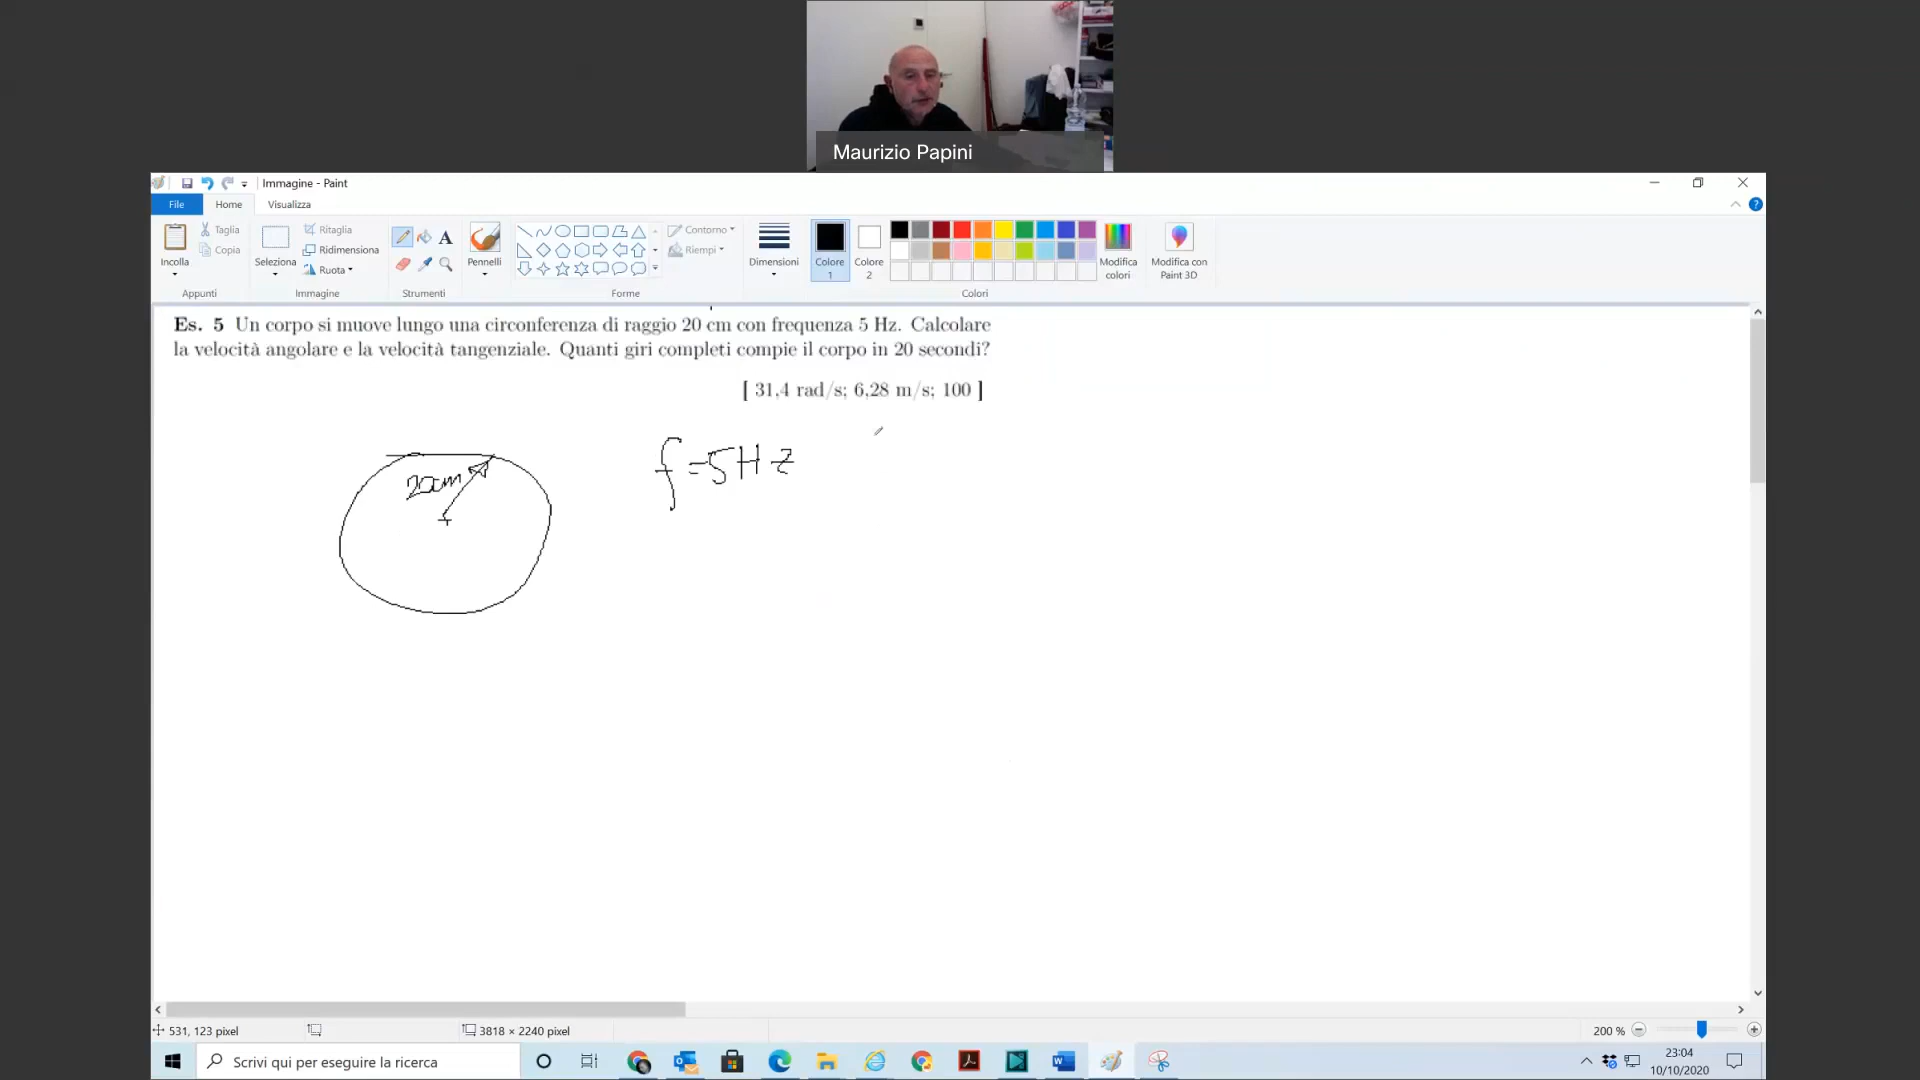 Maurizio Papini
Immagine - Paint
File Home Visualizza
Incolla
Taglia
Copia
Appunti
Seleziona
Ritaglia
Ridimensiona
Ruota
Immagine
A
Strumenti
Pennelli
Contorno
Riempi
Forme
Dimensioni
Colore 1
Colore 2
Modifica colori
Modifica con Paint 3D
Colori
Es. 5 Un corpo si muove lungo una circonferenza di raggio 20 cm con frequenza 5 Hz. Calcolare
la velocità angolare e la velocità tangenziale. Quanti giri completi compie il corpo in 20 secondi?
[ 31,4 rad/s; 6,28 m/s; 100 ]
20cm
f=5Hz
531, 123 pixel
3818 × 2240 pixel
200 %
Scrivi qui per eseguire la ricerca
23:04
10/10/2020